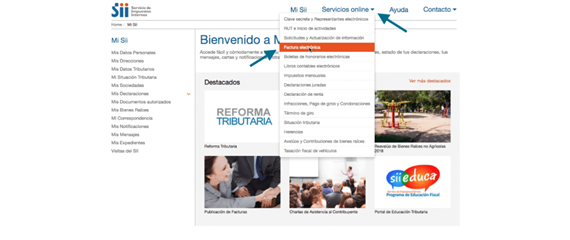 Sii Servicio de
Impuestos
Internos
Mi Sii
Servicios online
Ayuda
Contacto
Home Mi SII
Clave secreta y Representantes electrónicos
RUT e inicio de actividades
Solicitudes y Actualización de información
Factura electrónica
Boletas de honorarios electrónicas
Libros contables electrónicos
Impuestos mensuales
Declaraciones juradas
Declaración de renta
Infracciones, Pago de giro y Condonaciones
Término de giro
Situación tributaria
Herencias
Avalúos y Contribuciones de bienes raíces
Tasación fiscal de vehículos
Mi Sii
Mis Datos Personales
Mis Direcciones
Mis Datos Tributarios
Mi Situación Tributaria
Mis Sociedades
Mis Declaraciones
Mis Documentos autorizados
Mis Bienes Raíces
Mi Correspondencia
Mis Notificaciones
Mis Mensajes
Mis Expedientes
Visitas del SII
Bienvenido a M
Accede fácil y cómodamente a
estado de tus declaraciones, tus
mensajes, cartas y notificaciones
Destacados
Ver más destacados
REFORMA
TRIBUTARIA
Reforma Tributaria
Reavalúo de Bienes Raíces no Agrícolas
2018
siieduca
Programa de Educación Fiscal
Publicación de Facturas
Charlas de Asistencia al Contribuyente
Portal de Educación Tributaria